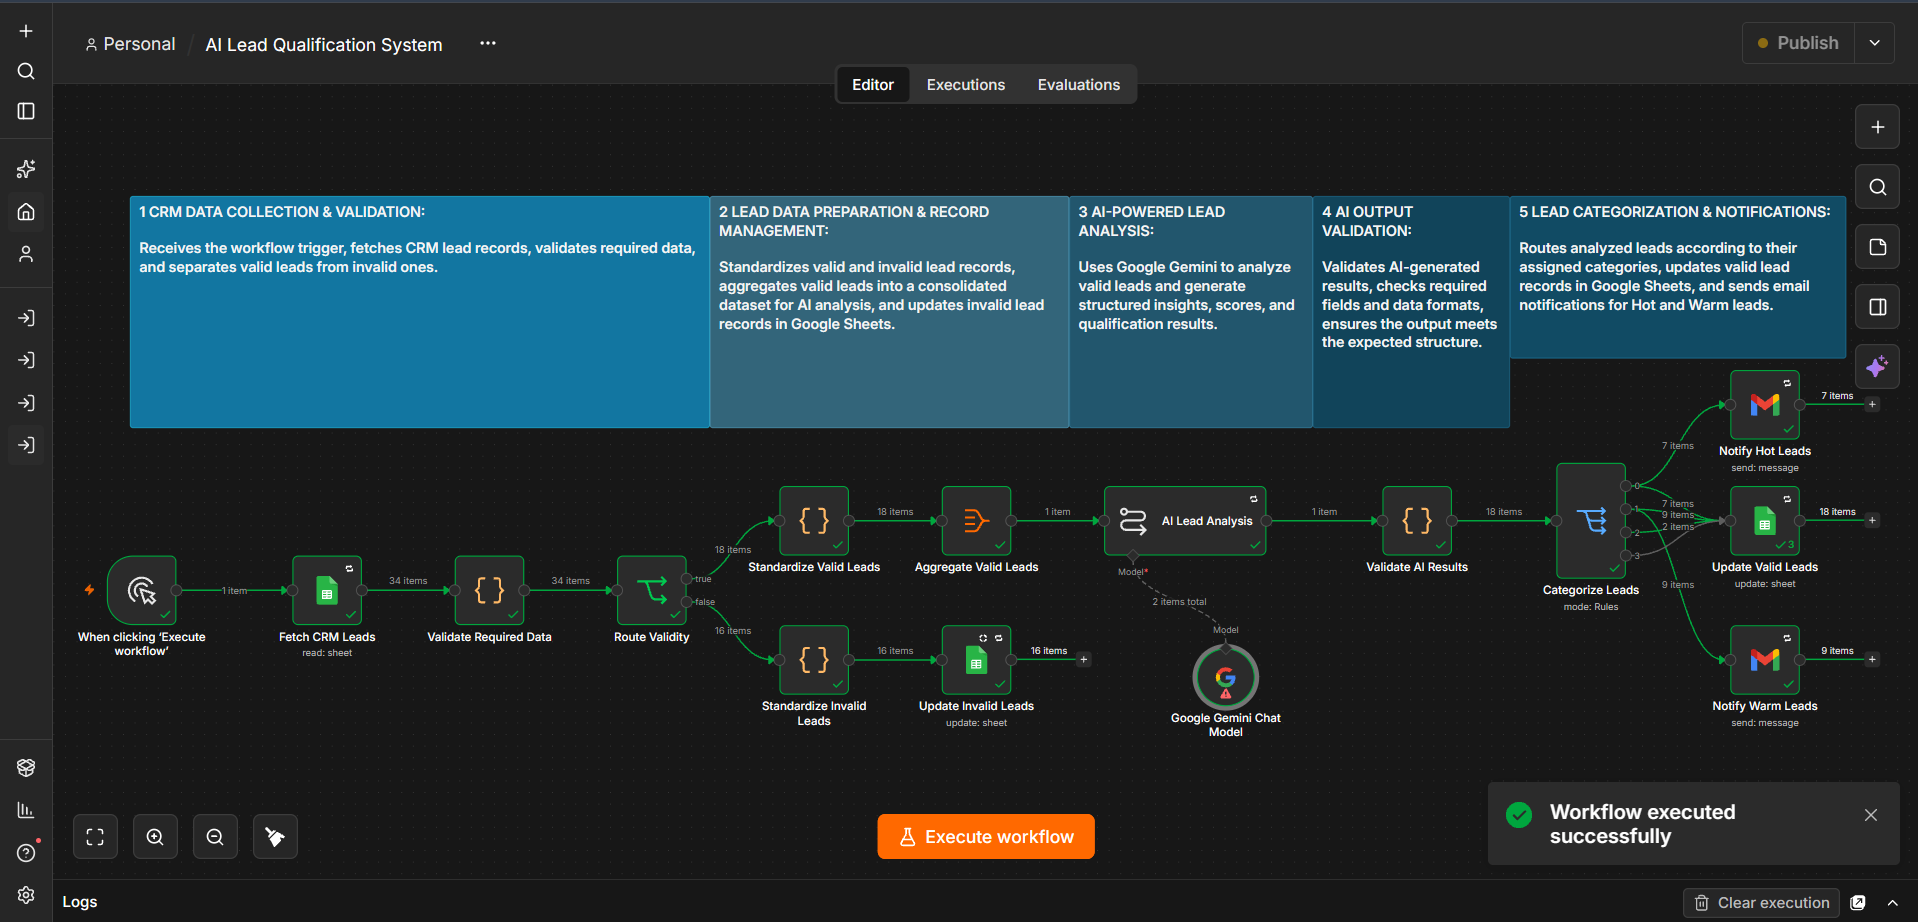 Personal / AI Lead Qualification System ...
Publish
Editor Executions Evaluations
1 CRM DATA COLLECTION & VALIDATION:
Receives the workflow trigger, fetches CRM lead records, validates required data,
and separates valid leads from invalid ones.
2 LEAD DATA PREPARATION & RECORD
MANAGEMENT:
Standardizes valid and invalid lead records,
aggregates valid leads into a consolidated
dataset for AI analysis, and updates invalid lead
records in Google Sheets.
3 AI-POWERED LEAD
ANALYSIS:
Uses Google Gemini to analyze
valid leads and generate
structured insights, scores, and
qualification results.
4 AI OUTPUT
VALIDATION:
Validates AI-generated
results, checks required
fields and data formats,
ensures the output meets
the expected structure.
5 LEAD CATEGORIZATION & NOTIFICATIONS:
Routes analyzed leads according to their
assigned categories, updates valid lead
records in Google Sheets, and sends email
notifications for Hot and Warm leads.
When clicking ‘Execute
workflow’
1 item
Fetch CRM Leads
read: sheet
34 items
Validate Required Data
34 items
Route Validity
true
false
18 items
16 items
Standardize Valid Leads
18 items
Aggregate Valid Leads
1 item
Standardize Invalid
Leads
16 items
Update Invalid Leads
update: sheet
16 items
AI Lead Analysis
Model*
2 items total
Model
Google Gemini Chat
Model
1 item
Validate AI Results
18 items
Categorize Leads
mode: Rules
0
1
2
3
7 items
7 items
9 items
2 items
9 items
Notify Hot Leads
send: message
7 items
3
Update Valid Leads
update: sheet
18 items
Notify Warm Leads
send: message
9 items
Execute workflow
Workflow executed
successfully
Logs
Clear execution